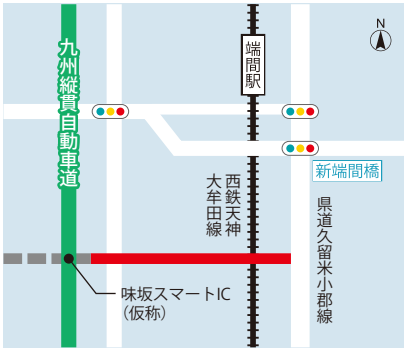 N
九州縦貫自動車道
端間駅
新端間橋
西鉄天神
大牟田線
県道久留米小郡線
味坂スマートIC
（仮称）